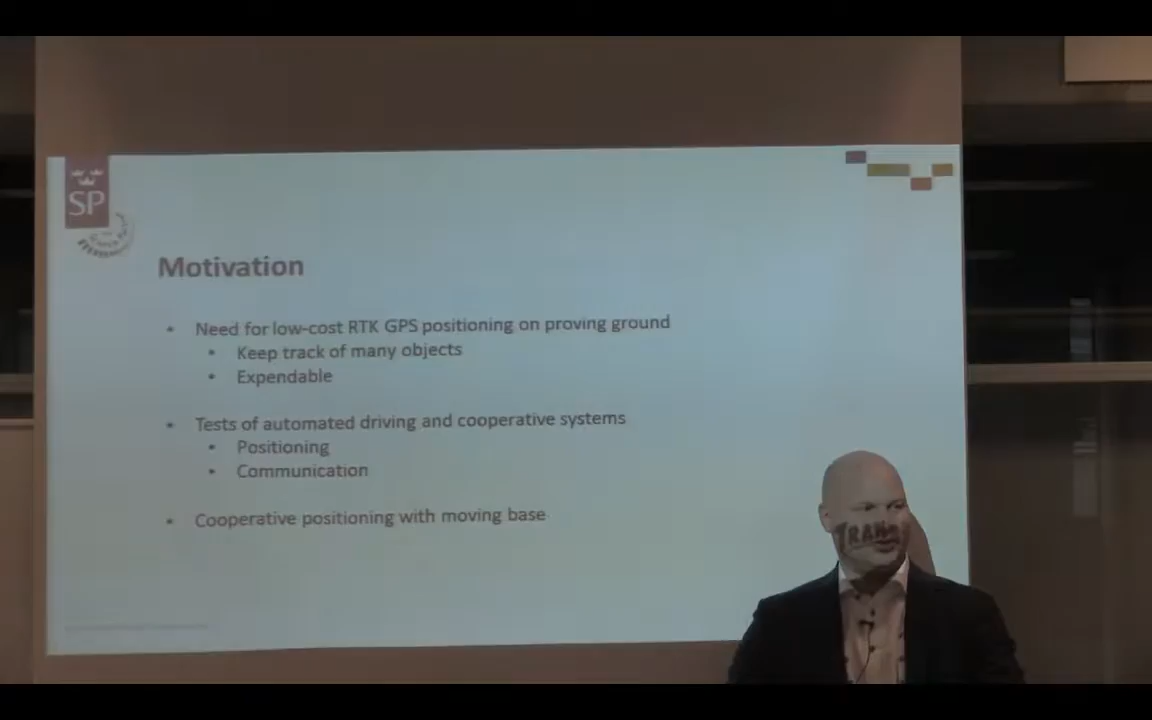 SP
Motivation
• Need for low-cost RTK GPS positioning on proving ground
• Keep track of many objects
• Expendable
• Tests of automated driving and cooperative systems
• Positioning
• Communication
• Cooperative positioning with moving base